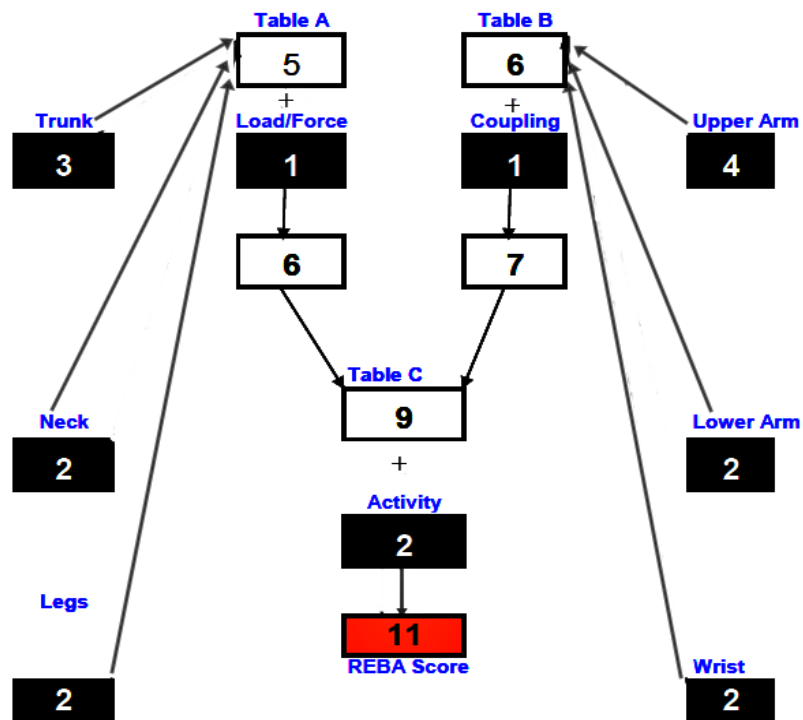 Table A Table B
5 6
+ +
Trunk Load/Force Coupling Upper Arm
3 1 1 4
6 7
Table C
9
Neck Lower Arm
2 2
+
Activity
2
Legs
11
REBA Score Wrist
2 2